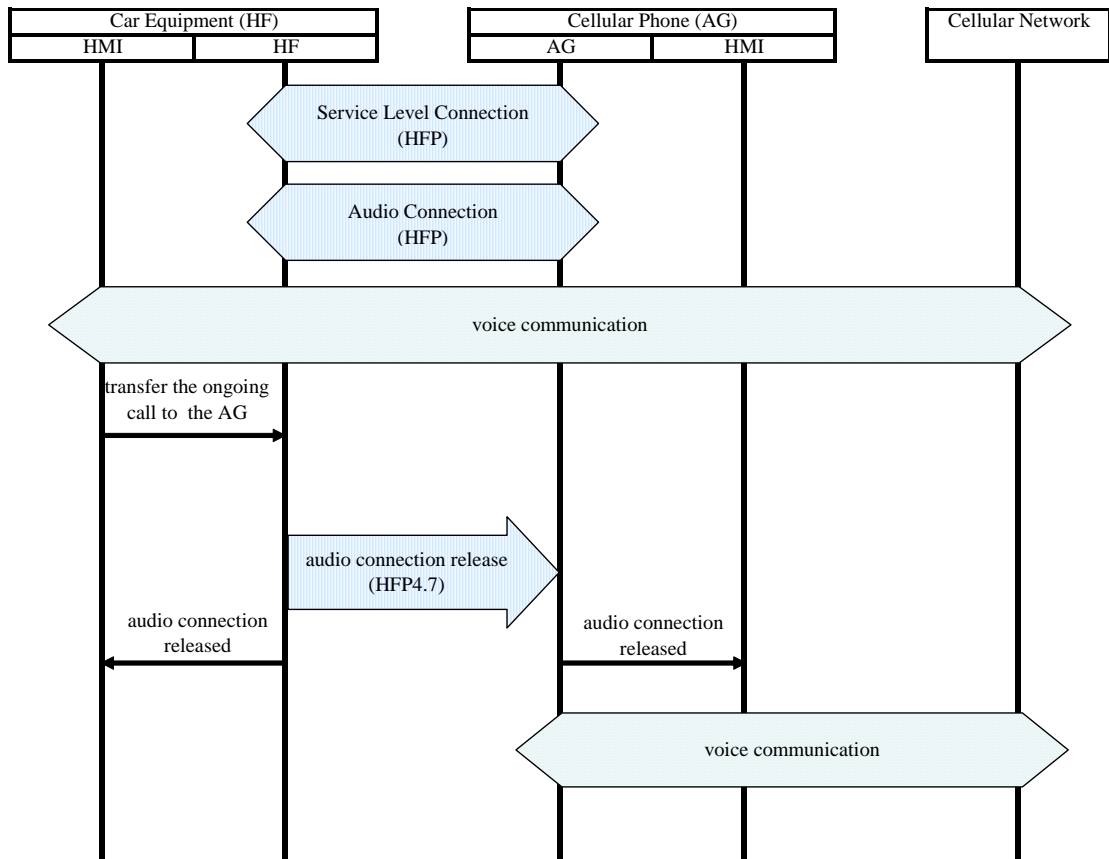 Car Equipment (HF)
Cellular Phone (AG)
Cellular Network
HMI
HF
AG
HMI
Service Level Connection
(HFP)
Audio Connection
(HFP)
voice communication
transfer the ongoing
call to the AG
audio connection release
(HFP4.7)
audio connection
released
audio connection
released
voice communication